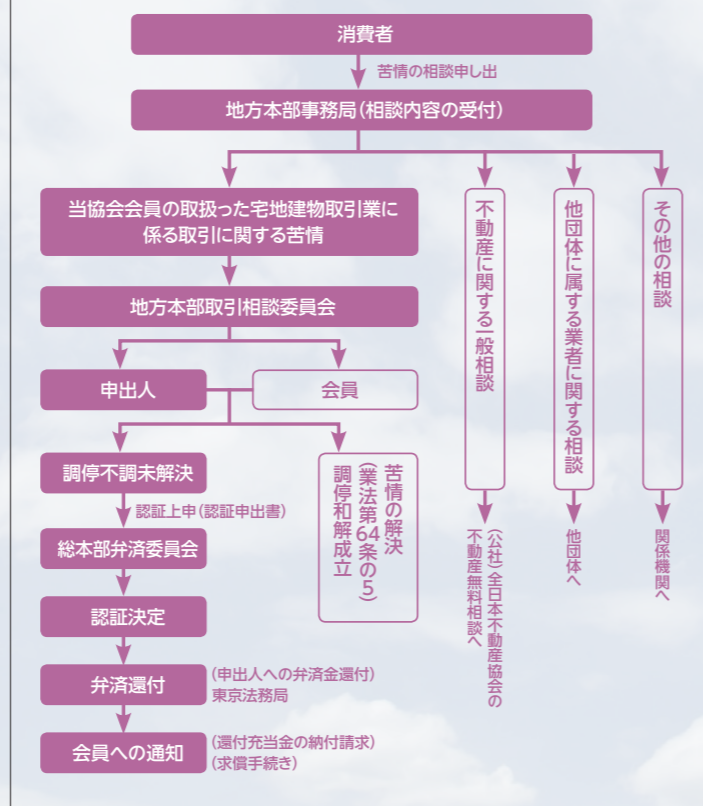 消費者
苦情の相談申し出
地方本部事務局(相談内容の受付)
当協会会員の取扱った宅地建物取引業に
係る取引に関する苦情
不動産に関する一般相談
他団体に属する業者に関する相談
その他の相談
地方本部取引相談委員会
申出人
会員
調停不調未解決
苦情の解決
(業法第64条の5)
調停和解成立
認証上申(認証申出書)
総本部弁済委員会
(公社)全日本不動産協会の
不動産無料相談へ
他団体へ
関係機関へ
認証決定
弁済還付
(申出人への弁済金還付)
東京法務局
会員への通知
(還付充当金の納付請求)
(求償手続き)